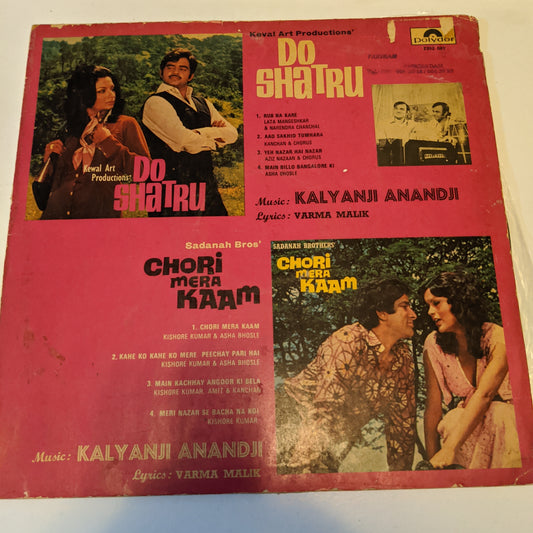 Keval Art Productions'
DO
SHATRU
Polydor
Kewal Art
Productions'
DO
SHATRU
1. RUB NA KARE
LATA MANGESHKAR
& NARENDRA CHANCHAL
2. AAO SAKHIO TUMHARA
KANCHAN & CHORUS
3. YEH NAZAR HAI NAZAR
AZIZ NAZAAN & CHORUS
4. MAIN BILLO BANGALORE KI
ASHA BHOSLE
Music: KALYANJI ANANDJI
Lyrics: VARMA MALIK
Sadanah Bros'
CHORI
MERA
KAAM
SADANAH BROTHERS'
CHORI
MERA
KAAM
1. CHORI MERA KAAM
KISHORE KUMAR & ASHA BHOSLE
2. KAHE KO KAHE KO MERE PEECHAY PARI HAI
KISHORE KUMAR & ASHA BHOSLE
3. MAIN KACHHAY ANGOOR KI BELA
KISHORE KUMAR, AMIT & KANCHAN
4. MERI NAZAR SE BACHA NA KOI
KISHORE KUMAR
Music: KALYANJI ANANDJI
Lyrics: VARMA MALIK